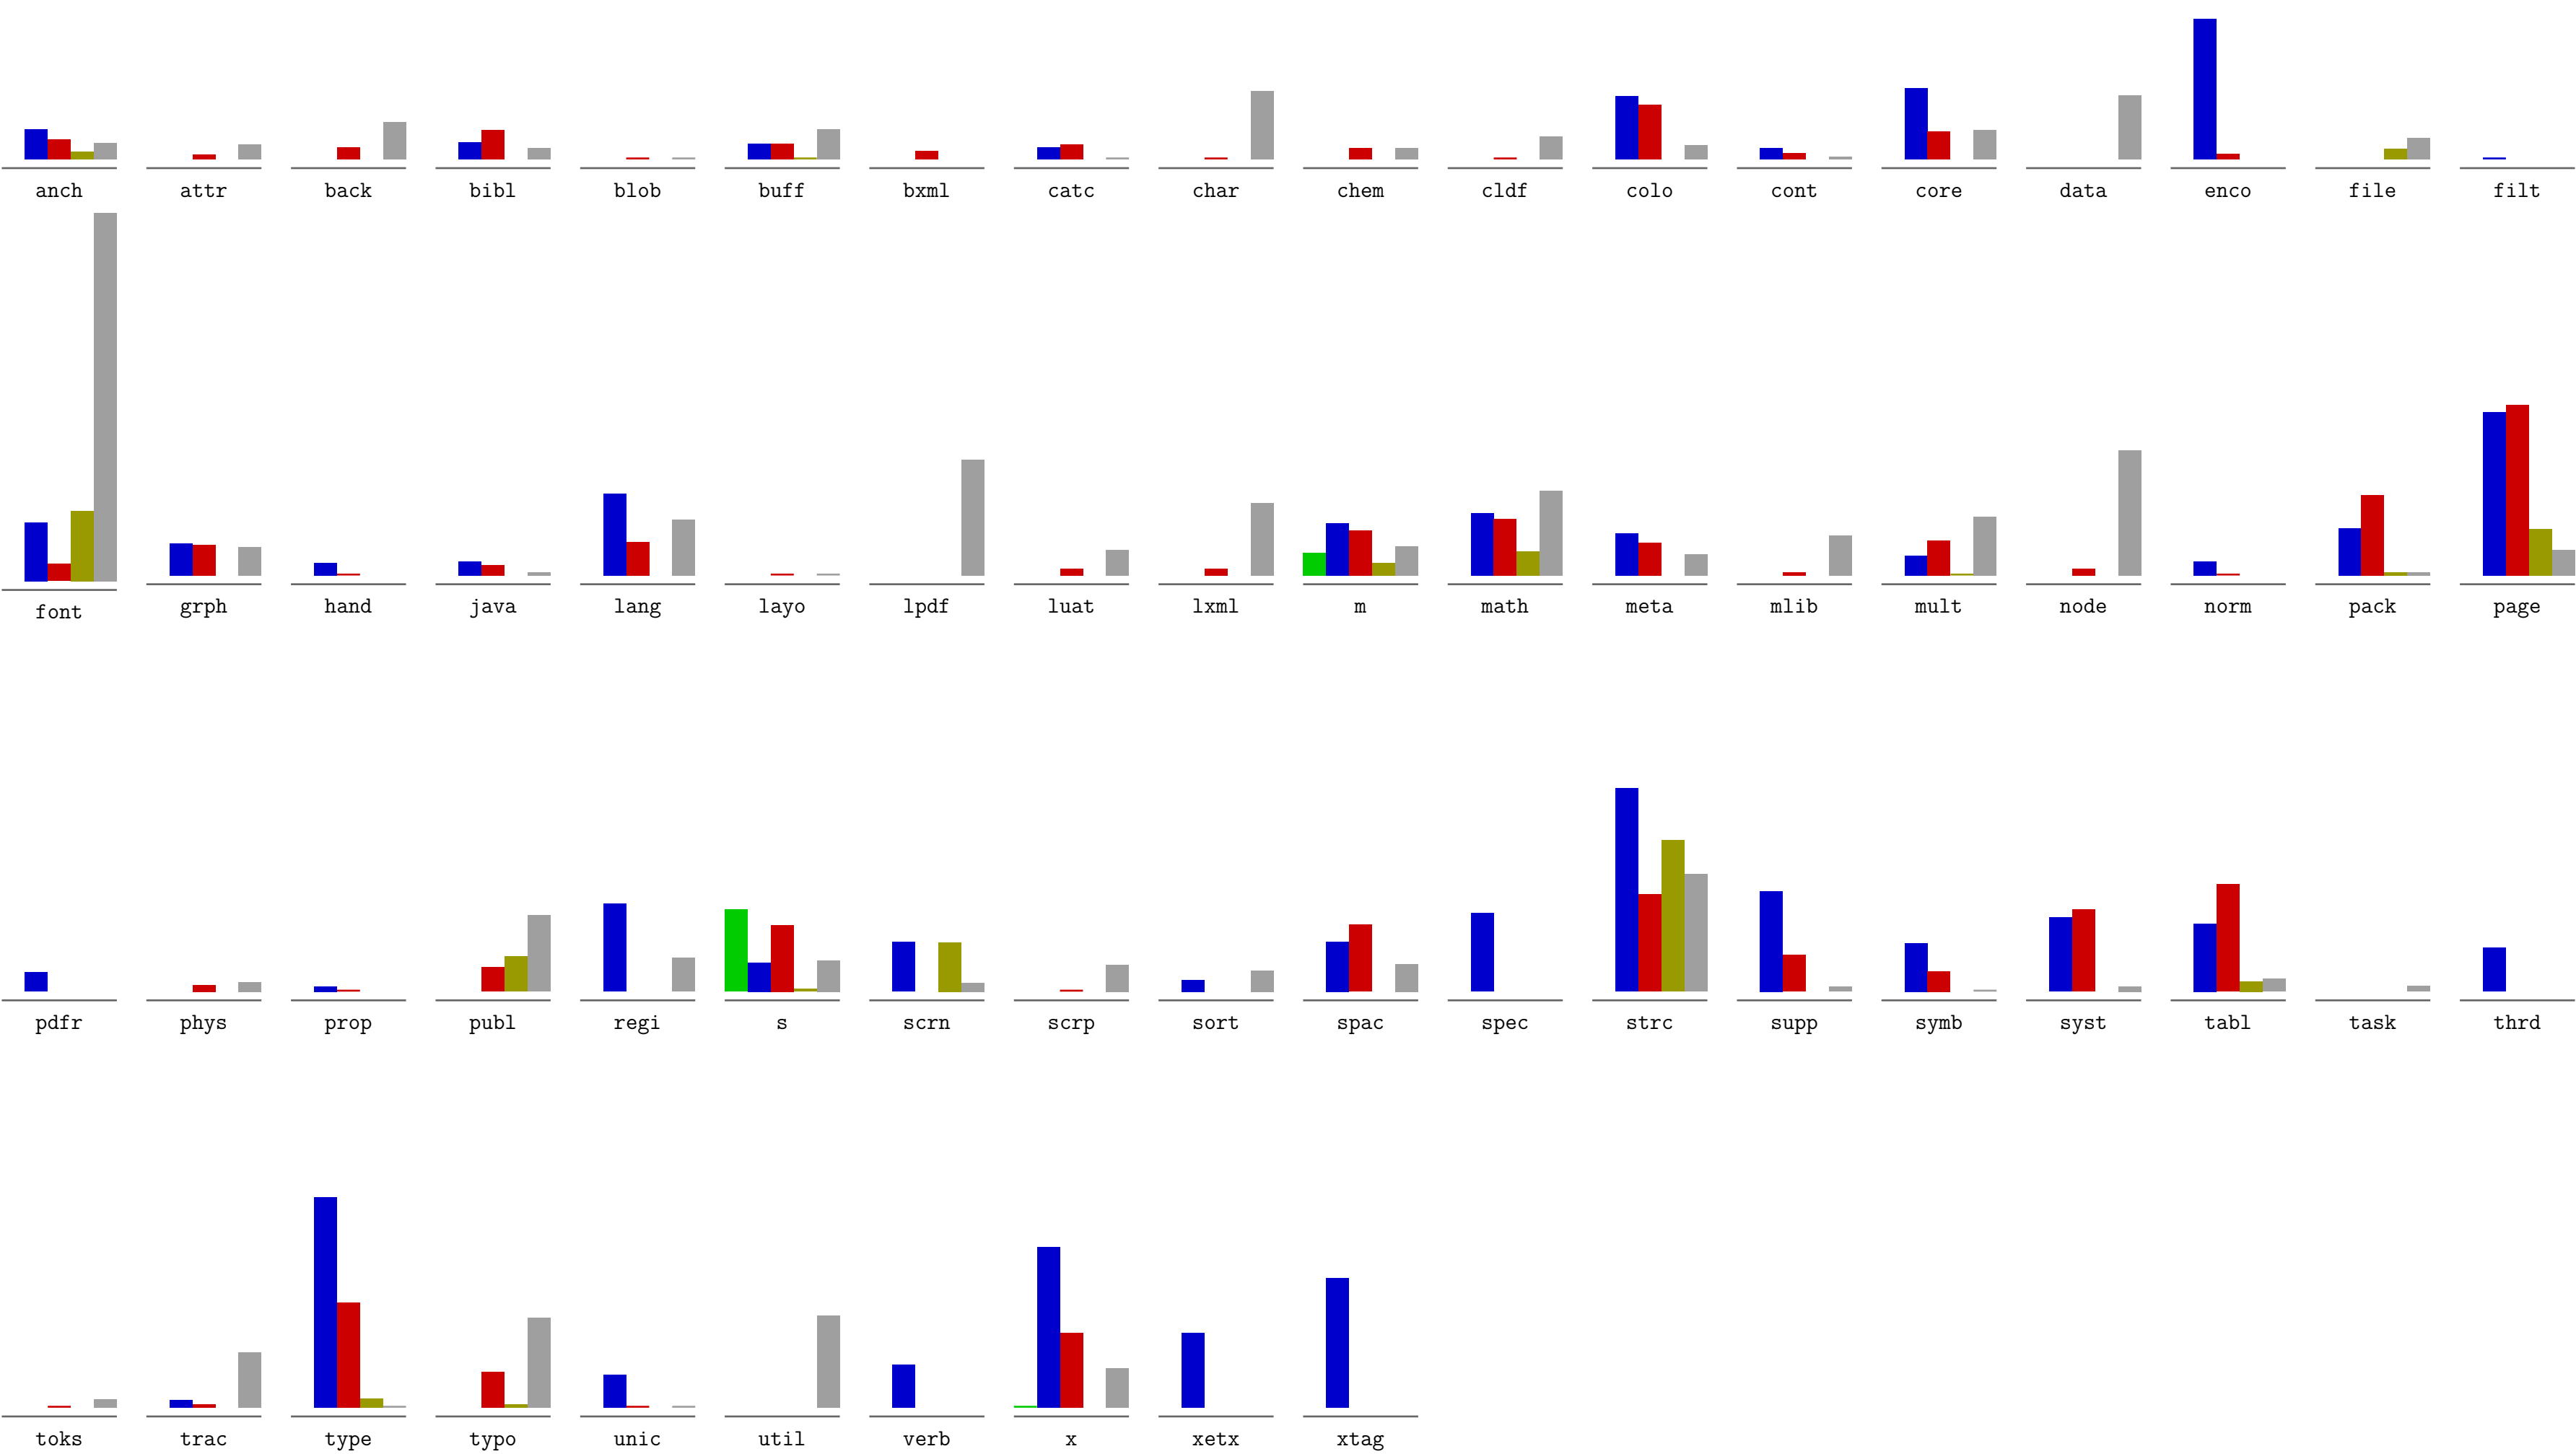 anch attr back bibl blob buff bxml catc char chem cldf colo cont core data enco file filt
font grph hand java lang layo lpdf luat lxml m math meta mlib mult node norm pack page
pdfr phys prop publ regi s scrn scrp sort spac spec strc supp symb syst tabl task thrd
toks trac type typo unic util verb x xetx xtag